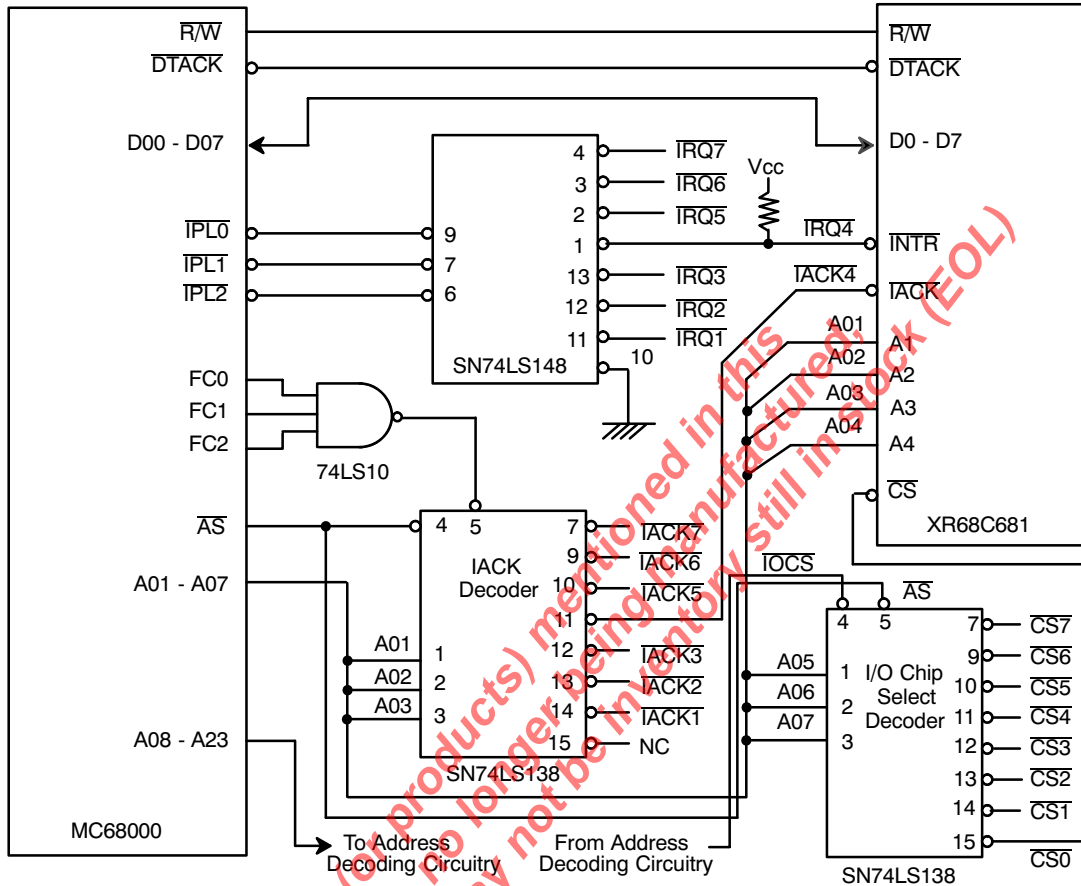 R/W
DTACK
D00 - D07
IPL0
IPL1
IPL2
FC0
FC1
FC2
AS
A01 - A07
A08 - A23
MC68000
9
7
6
4
3
2
1
13
12
11
10
SN74LS148
IRQ7
IRQ6
IRQ5
IRQ3
IRQ2
IRQ1
Vcc
IRQ4
IACK4
A01
A02
A03
A04
R/W
DTACK
D0 - D7
INTR
IACK
A1
A2
A3
A4
CS
XR68C681
74LS10
4
5
IACK
Decoder
A01
A02
A03
1
2
3
7
9
10
11
12
13
14
15
IACK7
IACK6
IACK5
IACK3
IACK2
IACK1
NC
SN74LS138
IOCS
AS
4
5
A05
A06
A07
1
2
3
I/O Chip
Select
Decoder
7
9
10
11
12
13
14
15
CS7
CS6
CS5
CS4
CS3
CS2
CS1
CS0
SN74LS138
To Address
Decoding Circuitry
From Address
Decoding Circuitry
(or products) mentioned in this
no longer being manufactured,
may not be inventory still in stock (EOL)